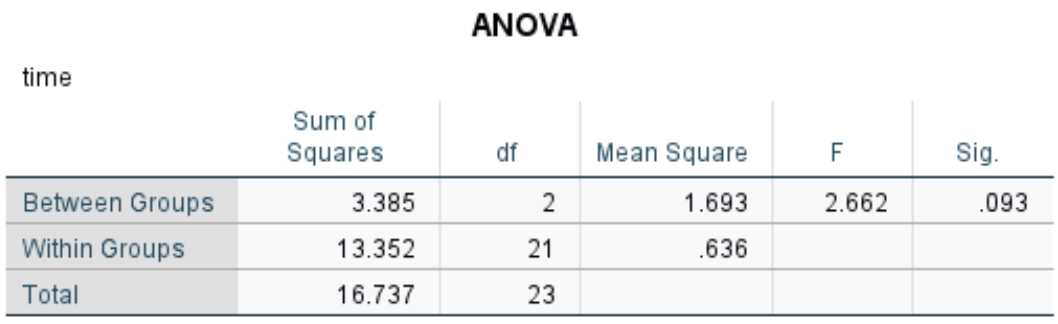 ANOVA
time
Sum of Squares df Mean Square F Sig.
Between Groups 3.385 2 1.693 2.662 .093
Within Groups 13.352 21 .636
Total 16.737 23